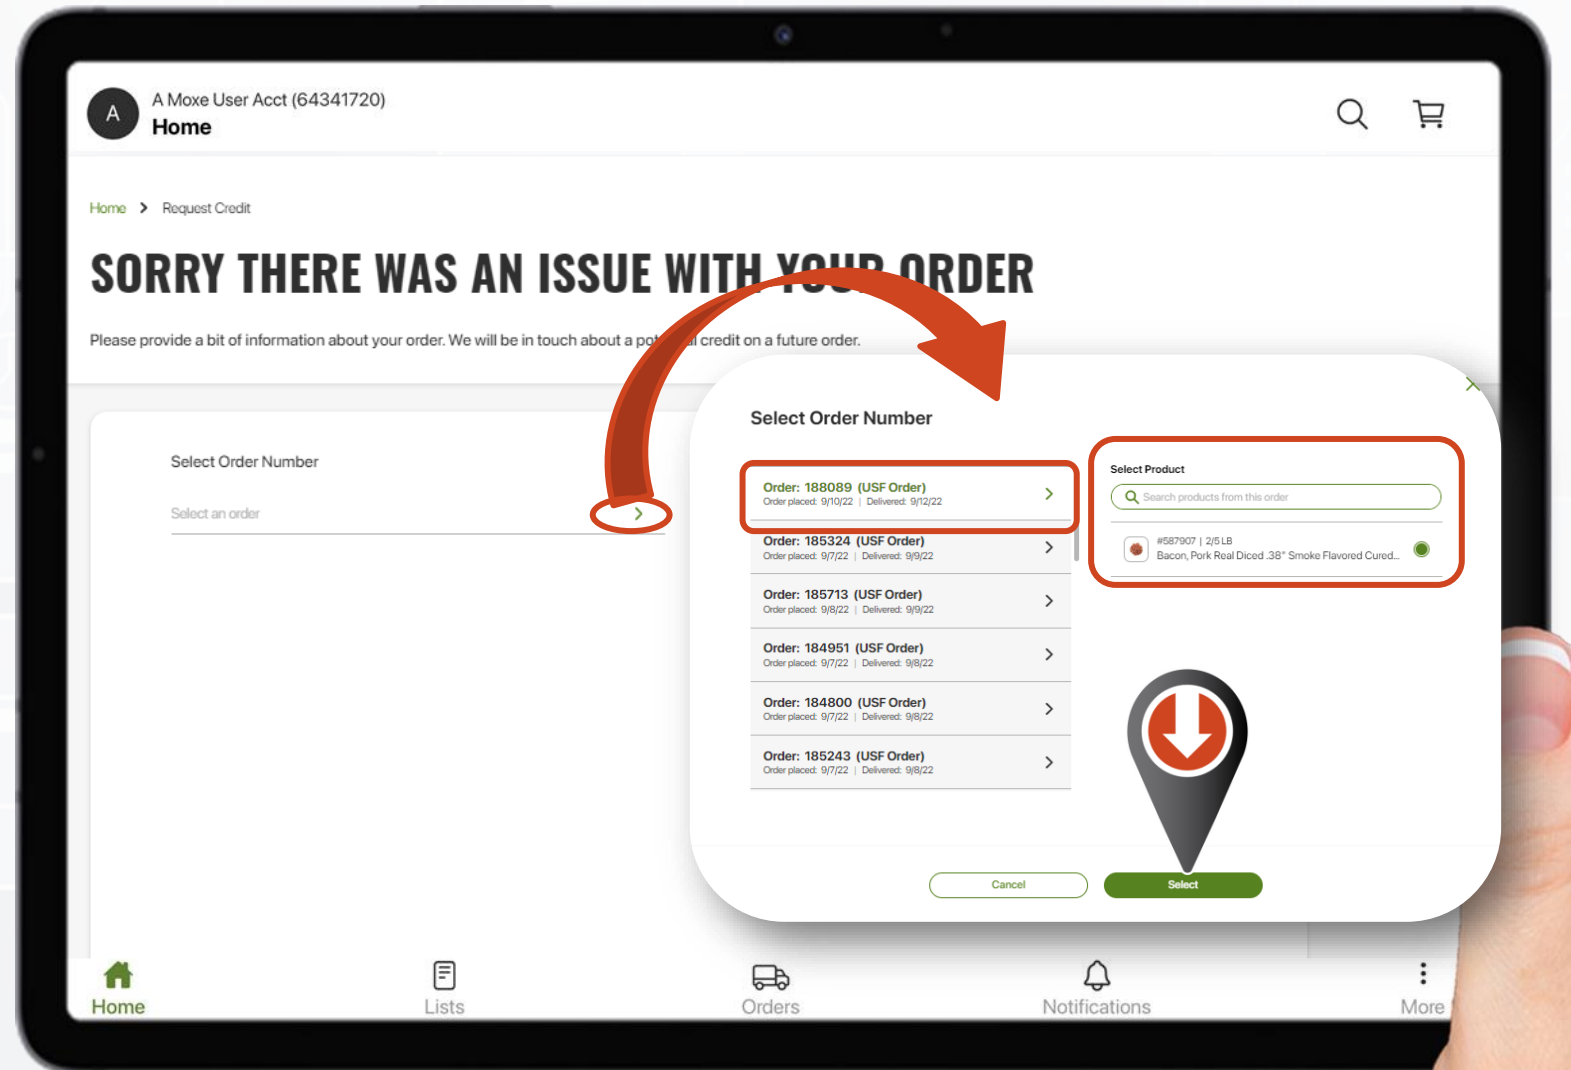 A
A Moxe User Acct (64341720)
Home
Home > Request Credit
SORRY THERE WAS AN ISSUE WITH YOUR ORDER
Please provide a bit of information about your order. We will be in touch about a potential credit on a future order.
Select Order Number
Select an order
Select Order Number
Order: 188089 (USF Order)
Order placed: 9/10/22 | Delivered: 9/12/22
Order: 185324 (USF Order)
Order placed: 9/7/22 | Delivered: 9/9/22
Order: 185713 (USF Order)
Order placed: 9/8/22 | Delivered: 9/9/22
Order: 184951 (USF Order)
Order placed: 9/7/22 | Delivered: 9/8/22
Order: 184800 (USF Order)
Order placed: 9/7/22 | Delivered: 9/8/22
Order: 185243 (USF Order)
Order placed: 9/7/22 | Delivered: 9/8/22
Select Product
Search products from this order
#587907 | 2/5 LB
Bacon, Pork Real Diced .38" Smoke Flavored Cured...
Cancel
Select
Home
Lists
Orders
Notifications
More